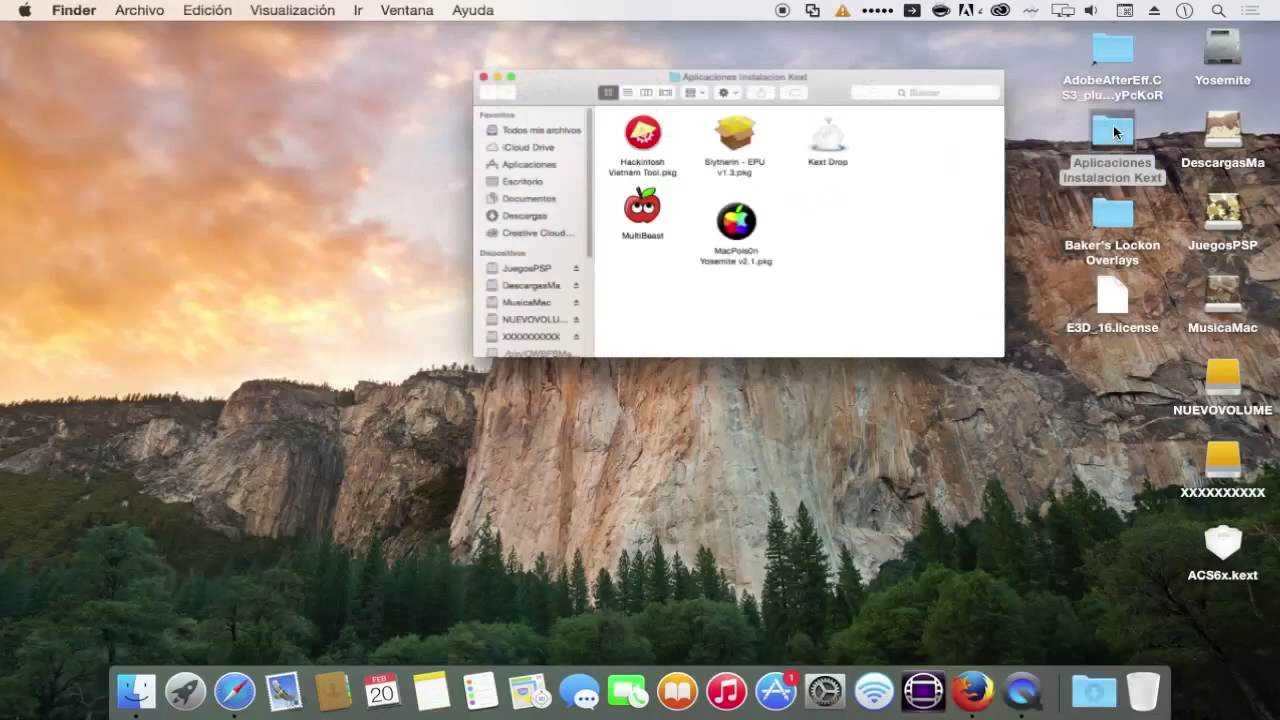 Finder Archivo Edición Visualización Ir Ventana Ayuda
Aplicaciones Instalacion Kext
Buscar
Favoritos
Todos mis archivos
iCloud Drive
Aplicaciones
Escritorio
Documentos
Descargas
Creative Cloud...
Dispositivos
JuegosPSP
DescargasMa
MusicaMac
NUEVOVOLU...
XXXXXXXXXX
Hackintosh
Vietnam Tool.pkg
Slytherin - EPU
v1.3.pkg
Kext Drop
MultiBeast
MacPois0n
Yosemite v2.1.pkg
AdobeAfterEff.C
S3_plu...yPcKoR
Yosemite
Aplicaciones
Instalacion Kext
DescargasMa
Baker's Lockon
Overlays
JuegosPSP
E3D_16.license
MusicaMac
NUEVOVOLUME
XXXXXXXXXX
ACS6x.kext
FEB
20
1